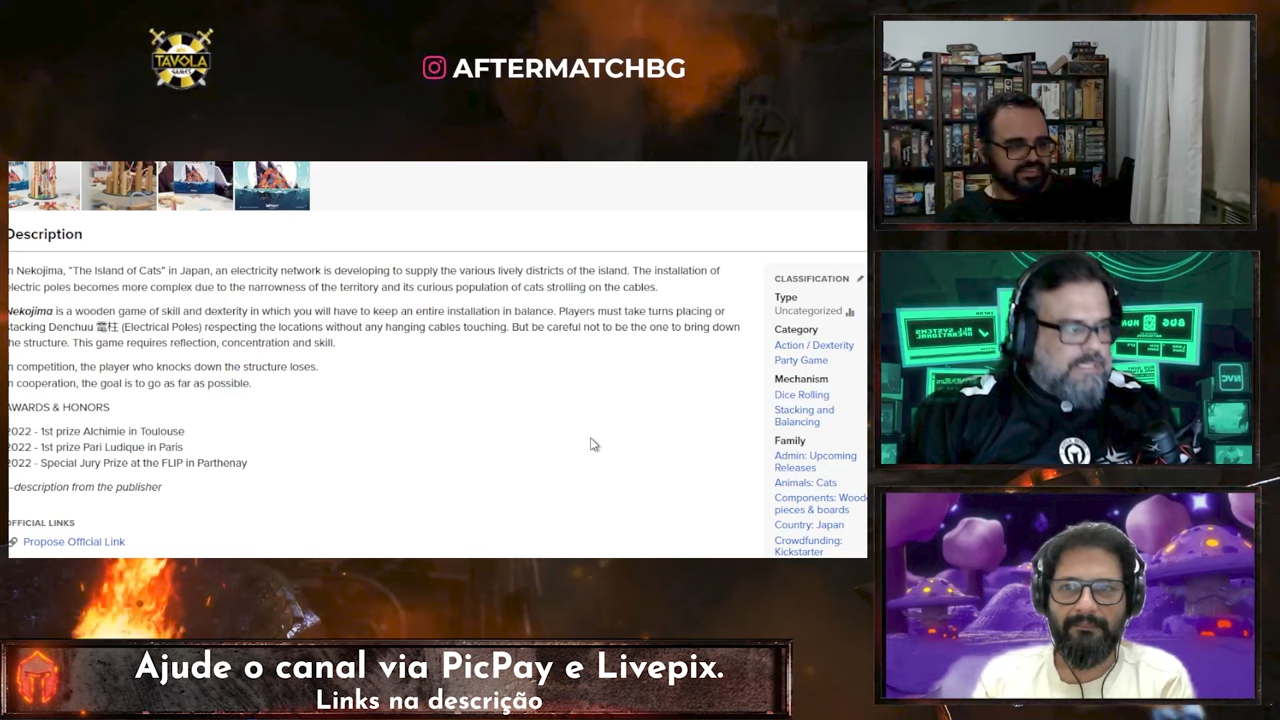 TAVOLA
GAMES
AFTERMATCHBG
Description
n Nekojima, "The Island of Cats" in Japan, an electricity network is developing to supply the various lively districts of the island. The installation of
electric poles becomes more complex due to the narrowness of the territory and its curious population of cats strolling on the cables.
Nekojima is a wooden game of skill and dexterity in which you will have to keep an entire installation in balance. Players must take turns placing or
stacking Denchuu 電柱 (Electrical Poles) respecting the locations without any hanging cables touching. But be careful not to be the one to bring down
he structure. This game requires reflection, concentration and skill.
n competition, the player who knocks down the structure loses.
n cooperation, the goal is to go as far as possible.
AWARDS & HONORS
2022 - 1st prize Alchimie in Toulouse
2022 - 1st prize Pari Ludique in Paris
2022 - Special Jury Prize at the FLIP in Parthenay
—description from the publisher
OFFICIAL LINKS
Propose Official Link
CLASSIFICATION
Type
Uncategorized
Category
Action / Dexterity
Party Game
Mechanism
Dice Rolling
Stacking and
Balancing
Family
Admin: Upcoming
Releases
Animals: Cats
Components: Wood
pieces & boards
Country: Japan
Crowdfunding:
Kickstarter
ALL SYSTEMS
OPERATIONAL
BUG HUN
NVC
Ajude o canal via PicPay e Livepix.
Links na descrição